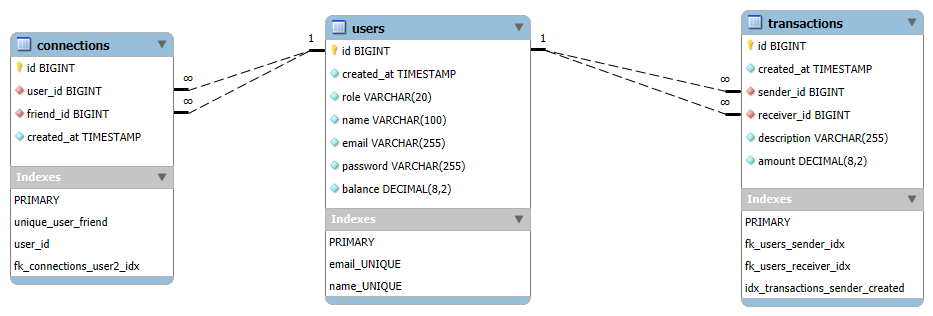 connections
id BIGINT
user_id BIGINT
friend_id BIGINT
created_at TIMESTAMP
Indexes
PRIMARY
unique_user_friend
user_id
fk_connections_user2_idx
∞
∞
1
users
id BIGINT
created_at TIMESTAMP
role VARCHAR(20)
name VARCHAR(100)
email VARCHAR(255)
password VARCHAR(255)
balance DECIMAL(8,2)
Indexes
PRIMARY
email_UNIQUE
name_UNIQUE
1
∞
∞
transactions
id BIGINT
created_at TIMESTAMP
sender_id BIGINT
receiver_id BIGINT
description VARCHAR(255)
amount DECIMAL(8,2)
Indexes
PRIMARY
fk_users_sender_idx
fk_users_receiver_idx
idx_transactions_sender_created